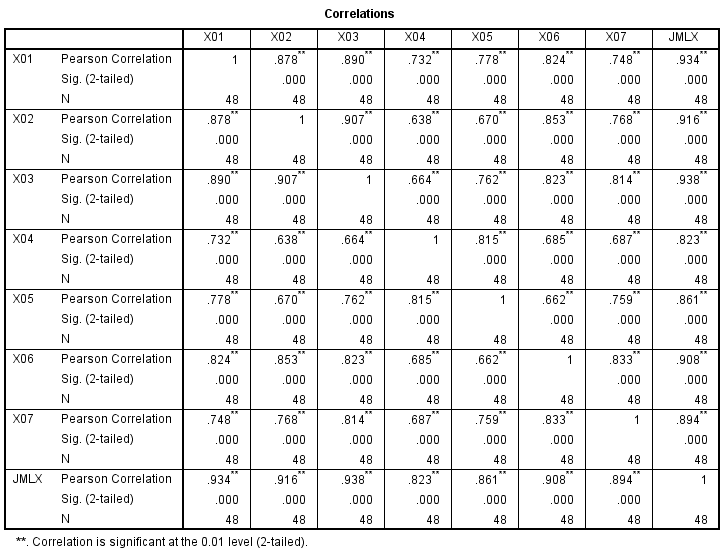 Correlations
X01 X02 X03 X04 X05 X06 X07 JMLX
X01 Pearson Correlation 1 .878** .890** .732** .778** .824** .748** .934**
Sig. (2-tailed) .000 .000 .000 .000 .000 .000 .000
N 48 48 48 48 48 48 48 48
X02 Pearson Correlation .878** 1 .907** .638** .670** .853** .768** .916**
Sig. (2-tailed) .000 .000 .000 .000 .000 .000 .000
N 48 48 48 48 48 48 48 48
X03 Pearson Correlation .890** .907** 1 .664** .762** .823** .814** .938**
Sig. (2-tailed) .000 .000 .000 .000 .000 .000 .000
N 48 48 48 48 48 48 48 48
X04 Pearson Correlation .732** .638** .664** 1 .815** .685** .687** .823**
Sig. (2-tailed) .000 .000 .000 .000 .000 .000 .000
N 48 48 48 48 48 48 48 48
X05 Pearson Correlation .778** .670** .762** .815** 1 .662** .759** .861**
Sig. (2-tailed) .000 .000 .000 .000 .000 .000 .000
N 48 48 48 48 48 48 48 48
X06 Pearson Correlation .824** .853** .823** .685** .662** 1 .833** .908**
Sig. (2-tailed) .000 .000 .000 .000 .000 .000 .000
N 48 48 48 48 48 48 48 48
X07 Pearson Correlation .748** .768** .814** .687** .759** .833** 1 .894**
Sig. (2-tailed) .000 .000 .000 .000 .000 .000 .000
N 48 48 48 48 48 48 48 48
JMLX Pearson Correlation .934** .916** .938** .823** .861** .908** .894** 1
Sig. (2-tailed) .000 .000 .000 .000 .000 .000 .000
N 48 48 48 48 48 48 48 48
**. Correlation is significant at the 0.01 level (2-tailed).